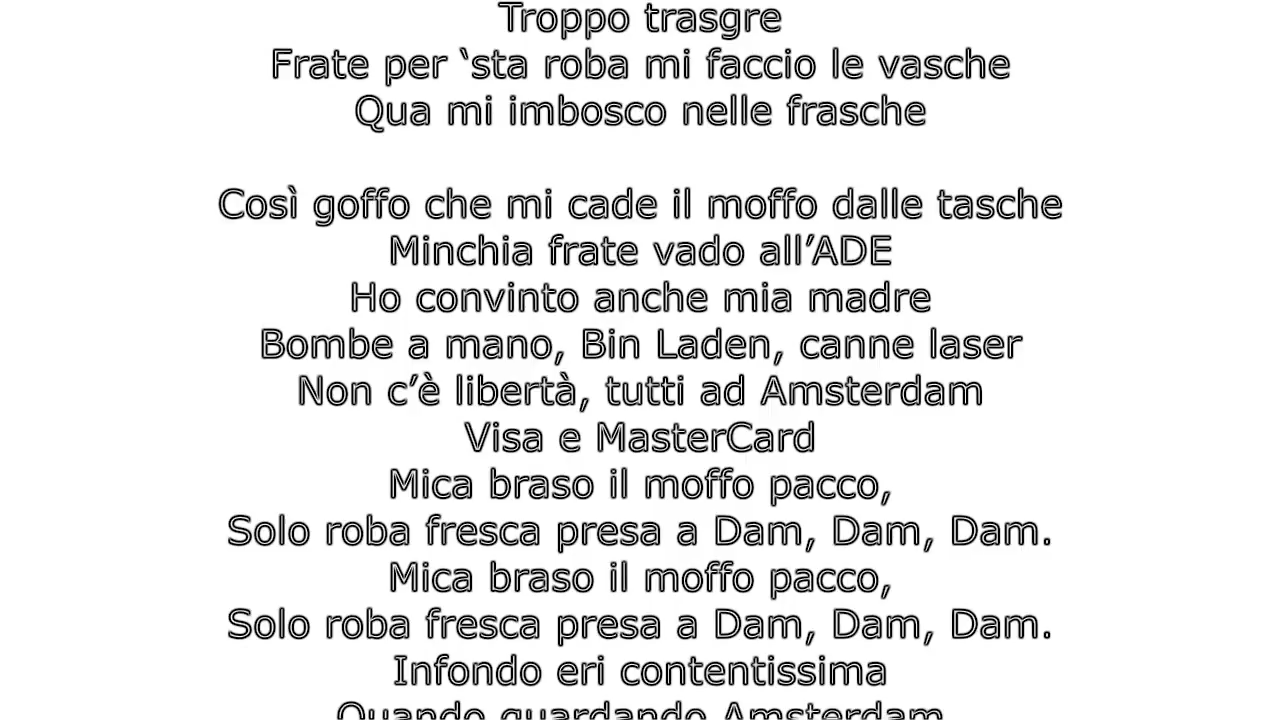 Troppo trasgre
Frate per ‘sta roba mi faccio le vasche
Qua mi imbosco nelle frasche
Così goffo che mi cade il moffo dalle tasche
Minchia frate vado all’ADE
Ho convinto anche mia madre
Bombe a mano, Bin Laden, canne laser
Non c’è libertà, tutti ad Amsterdam
Visa e MasterCard
Mica braso il moffo pacco,
Solo roba fresca presa a Dam, Dam, Dam.
Mica braso il moffo pacco,
Solo roba fresca presa a Dam, Dam, Dam.
Infondo eri contentissima
Quando guardando Amsterdam